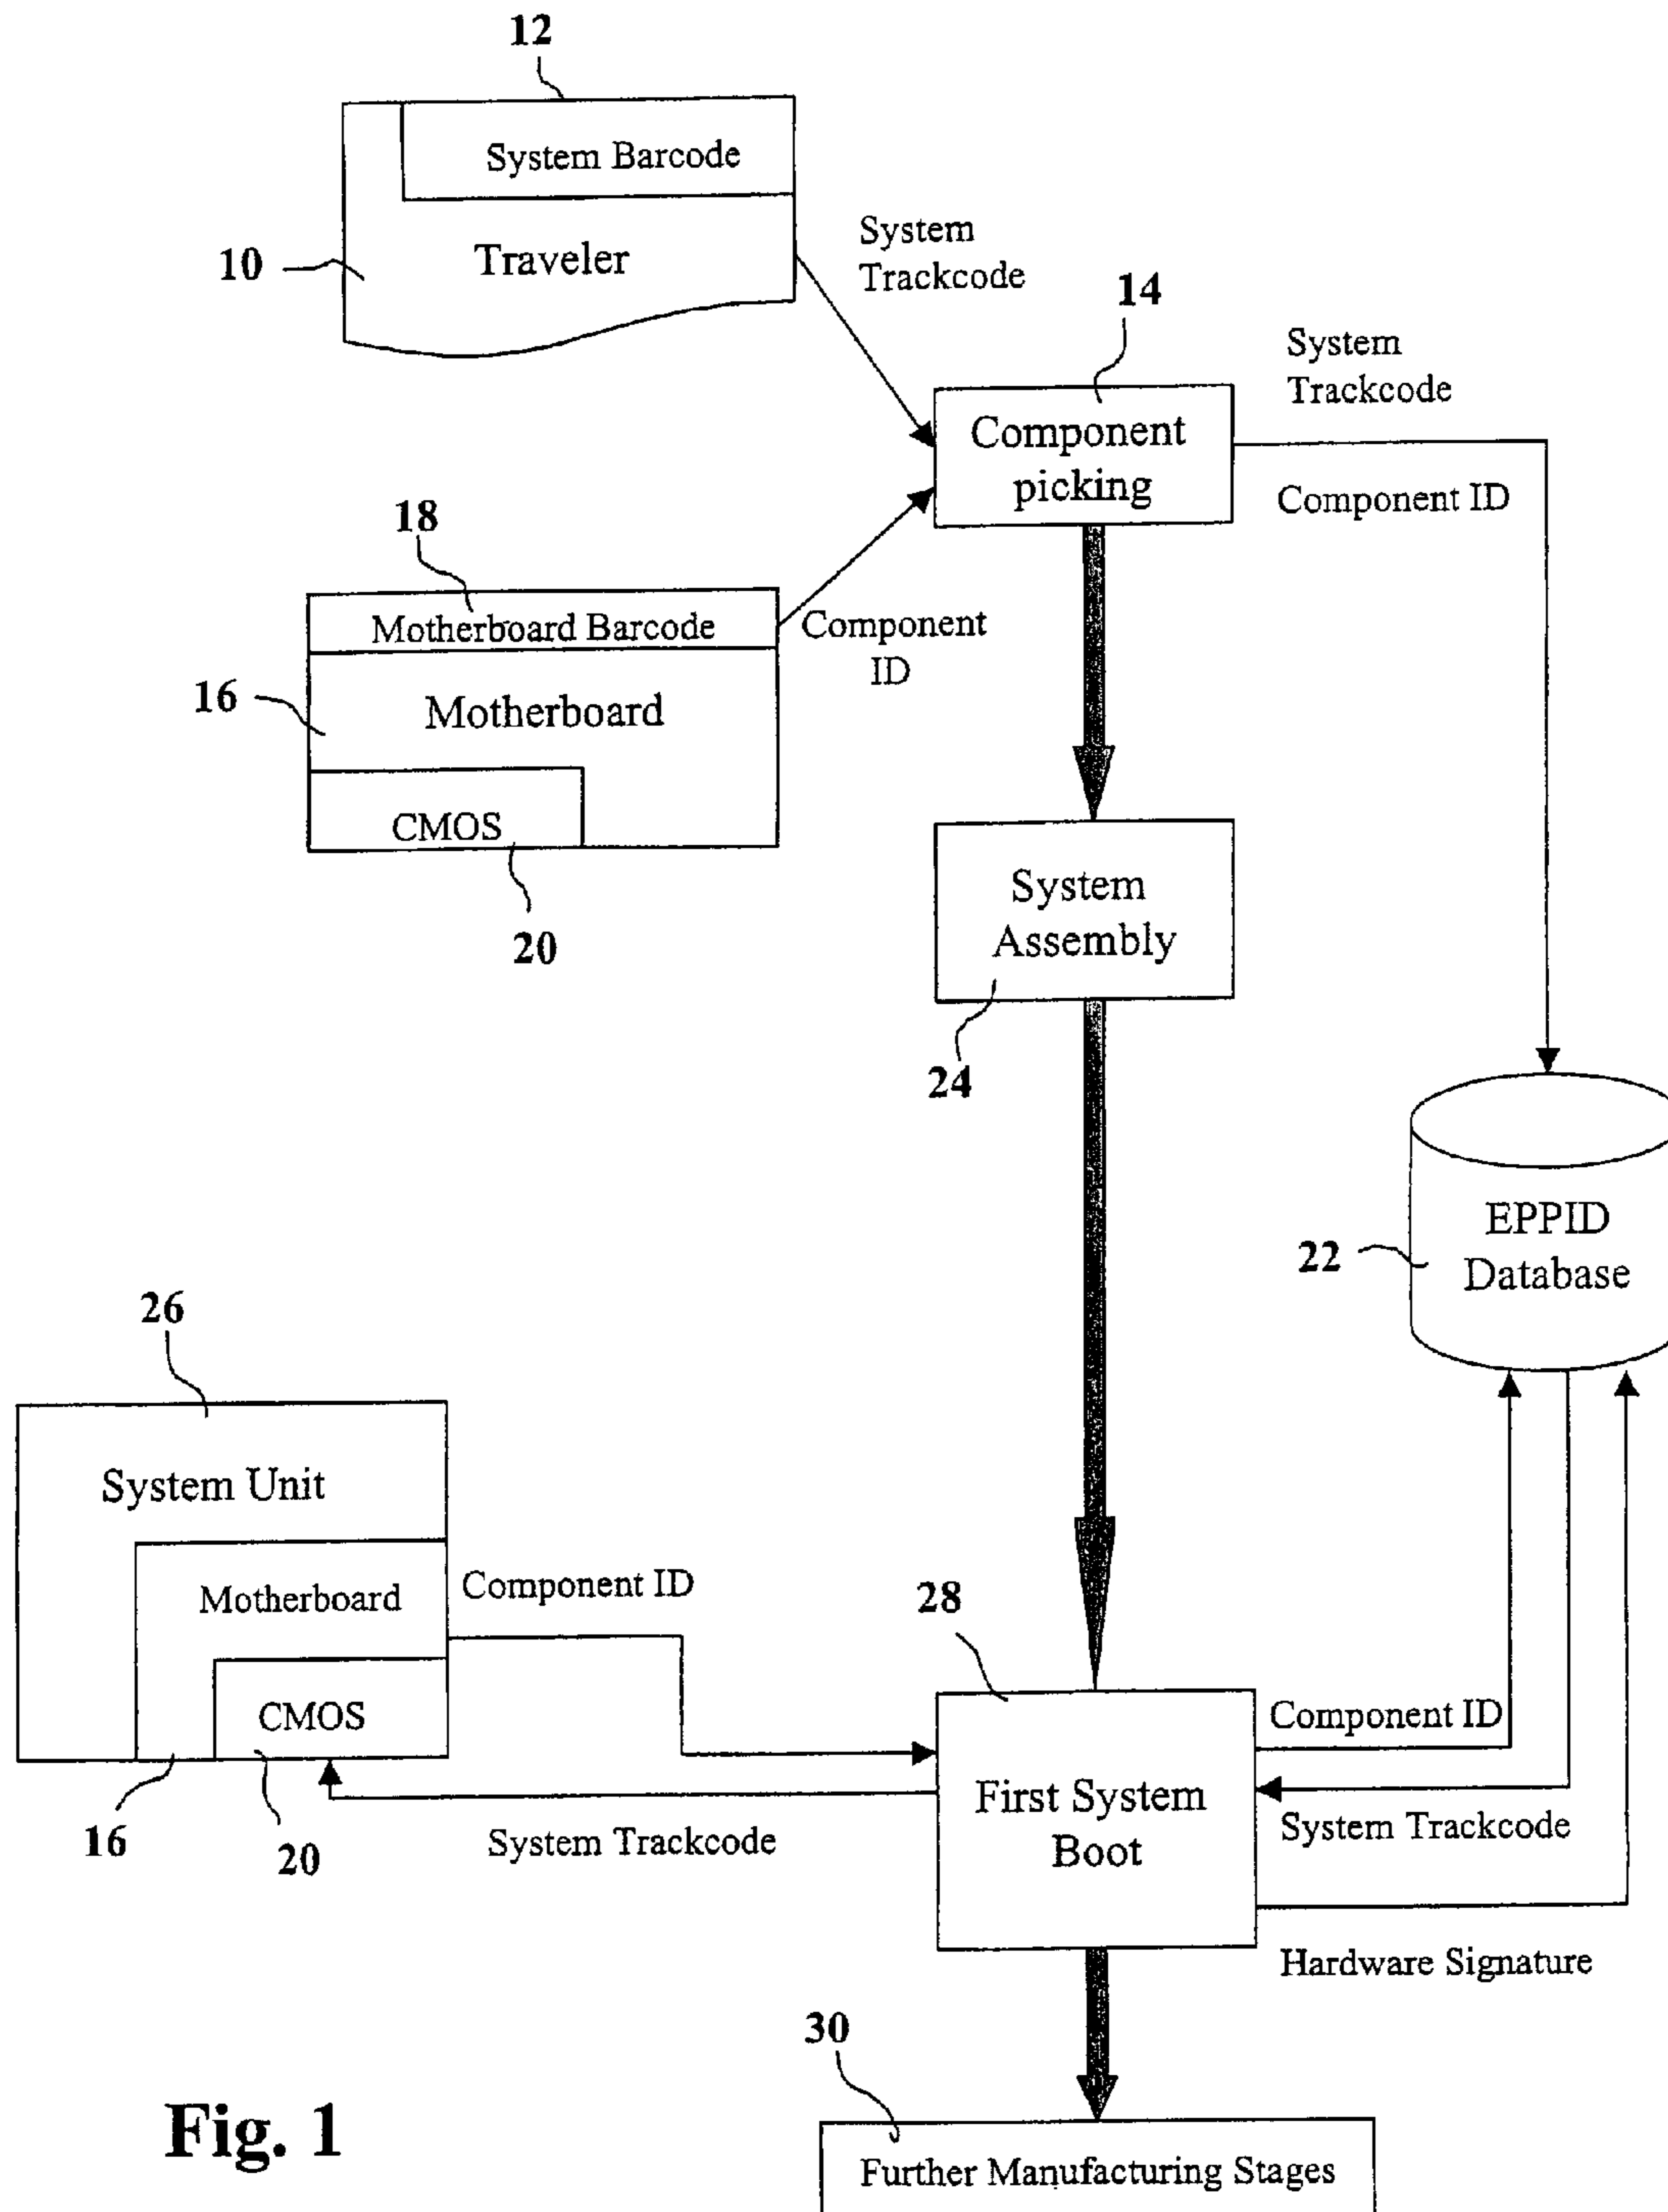 12
System Barcode
10
Traveler
System
Trackcode
14
System
Trackcode
Component
picking
Component ID
18
Motherboard Barcode
Component
ID
16
Motherboard
CMOS
20
System
Assembly
24
EPPID
Database
22
26
System Unit
Motherboard
Component ID
28
CMOS
Component ID
First System
Boot
16
20
System Trackcode
System Trackcode
Hardware Signature
30
Fig. 1
Further Manufacturing Stages